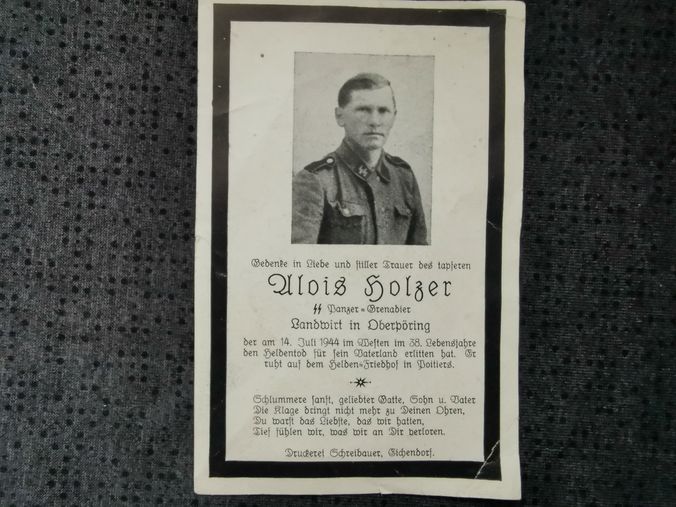 Gedenke in Liebe und stiller Trauer des tapferen
Alois Holzer
SS Panzer-Grenadier
Landwirt in Oberpöring
der am 14. Juli 1944 im Westen im 38. Lebensjahre
den Heldentod für sein Vaterland erlitten hat. Er
ruht auf dem Helden-Friedhof in Poitiers.
Schlummere sanft, geliebter Gatte, Sohn u. Vater
Die Klage dringt nicht mehr zu Deinen Ohren,
Du warst das Liebste, das wir hatten,
Tief fühlen wir, was wir an Dir verloren.
Druckerei Schreibauer, Eichendorf.